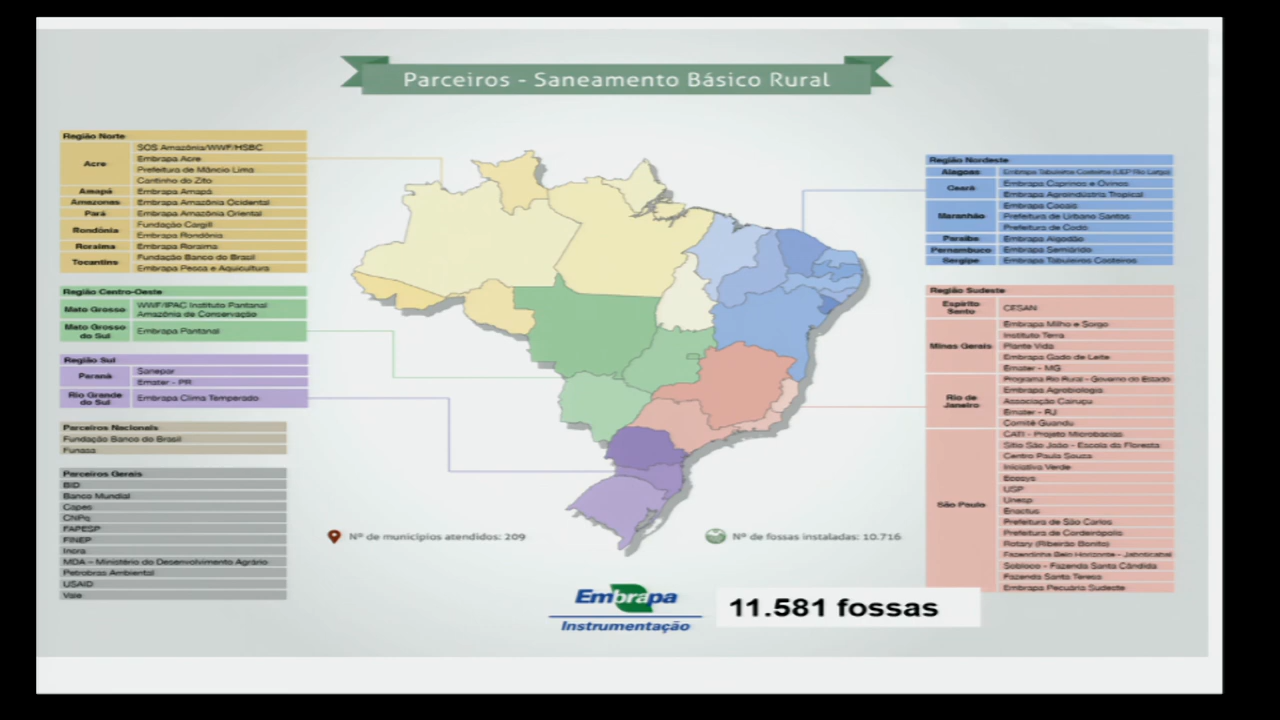 Parceiros - Saneamento Básico Rural
Região Norte
Acre
SOS Amazônia/WWF/HSBC
Embrapa Acre
Prefeitura de Mâncio Lima
Cantinho do Zito
Amapá
Embrapa Amapá
Amazonas
Embrapa Amazônia Ocidental
Pará
Embrapa Amazônia Oriental
Rondônia
Fundação Cargill
Embrapa Rondônia
Roraima
Embrapa Roraima
Tocantins
Fundação Banco do Brasil
Embrapa Pesca e Aquicultura
Região Centro-Oeste
Mato Grosso
WWF/IPAC Instituto Pantanal
Amazônia de Conservação
Mato Grosso
do Sul
Embrapa Pantanal
Região Sul
Paraná
Sanepar
Emater - PR
Rio Grande
do Sul
Embrapa Clima Temperado
Parceiros Nacionais
Fundação Banco do Brasil
Funasa
Parceiros Gerais
BID
Banco Mundial
Capes
CNPq
FAPESP
FINEP
Incra
MDA – Ministério do Desenvolvimento Agrário
Petrobras Ambiental
USAID
Vale
Região Nordeste
Alagoas
Embrapa Tabuleiros Costeiros (UEP Rio Largo)
Ceará
Embrapa Caprinos e Ovinos
Embrapa Agroindústria Tropical
Maranhão
Embrapa Cocais
Prefeitura de Urbano Santos
Prefeitura de Codó
Paraíba
Embrapa Algodão
Pernambuco
Embrapa Semiárido
Sergipe
Embrapa Tabuleiros Costeiros
Região Sudeste
Espírito
Santo
CESAN
Minas Gerais
Embrapa Milho e Sorgo
Instituto Terra
Plante Vida
Embrapa Gado de Leite
Emater - MG
Rio de
Janeiro
Programa Rio Rural - Governo do Estado
Embrapa Agrobiologia
Associação Cairuçu
Emater - RJ
Comitê Guandu
São Paulo
CATI - Projeto Microbacias
Sítio São João - Escola da Floresta
Centro Paula Souza
Iniciativa Verde
Ecosys
USP
Unesp
Enactus
Prefeitura de São Carlos
Prefeitura de Cordeirópolis
Rotary (Ribeirão Bonito)
Fazendinha Belo Horizonte - Jaboticabal
Sobloco - Fazenda Santa Cândida
Fazenda Santa Teresa
Embrapa Pecuária Sudeste
Nº de municípios atendidos: 209
Nº de fossas instaladas: 10.716
Embrapa
Instrumentação
11.581 fossas